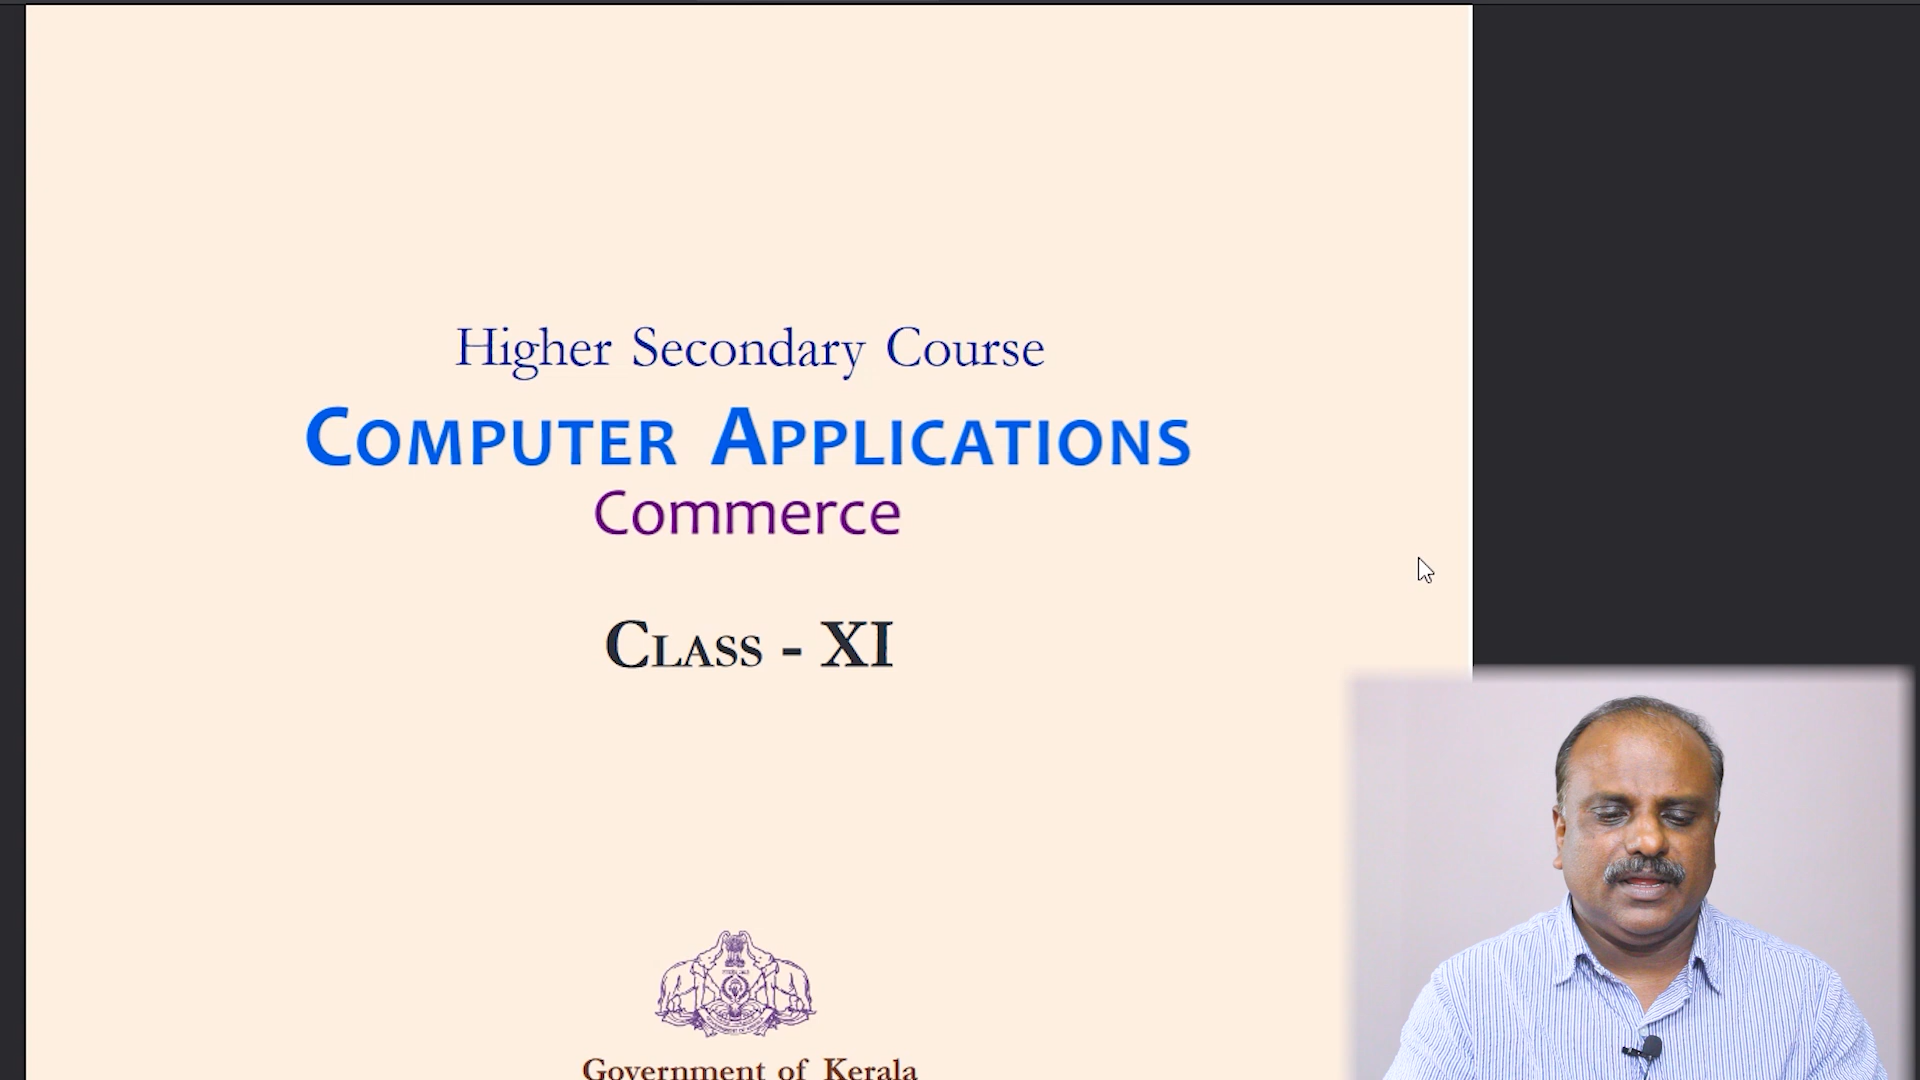 Higher Secondary Course
COMPUTER APPLICATIONS
Commerce
CLASS - XI
Government of Kerala